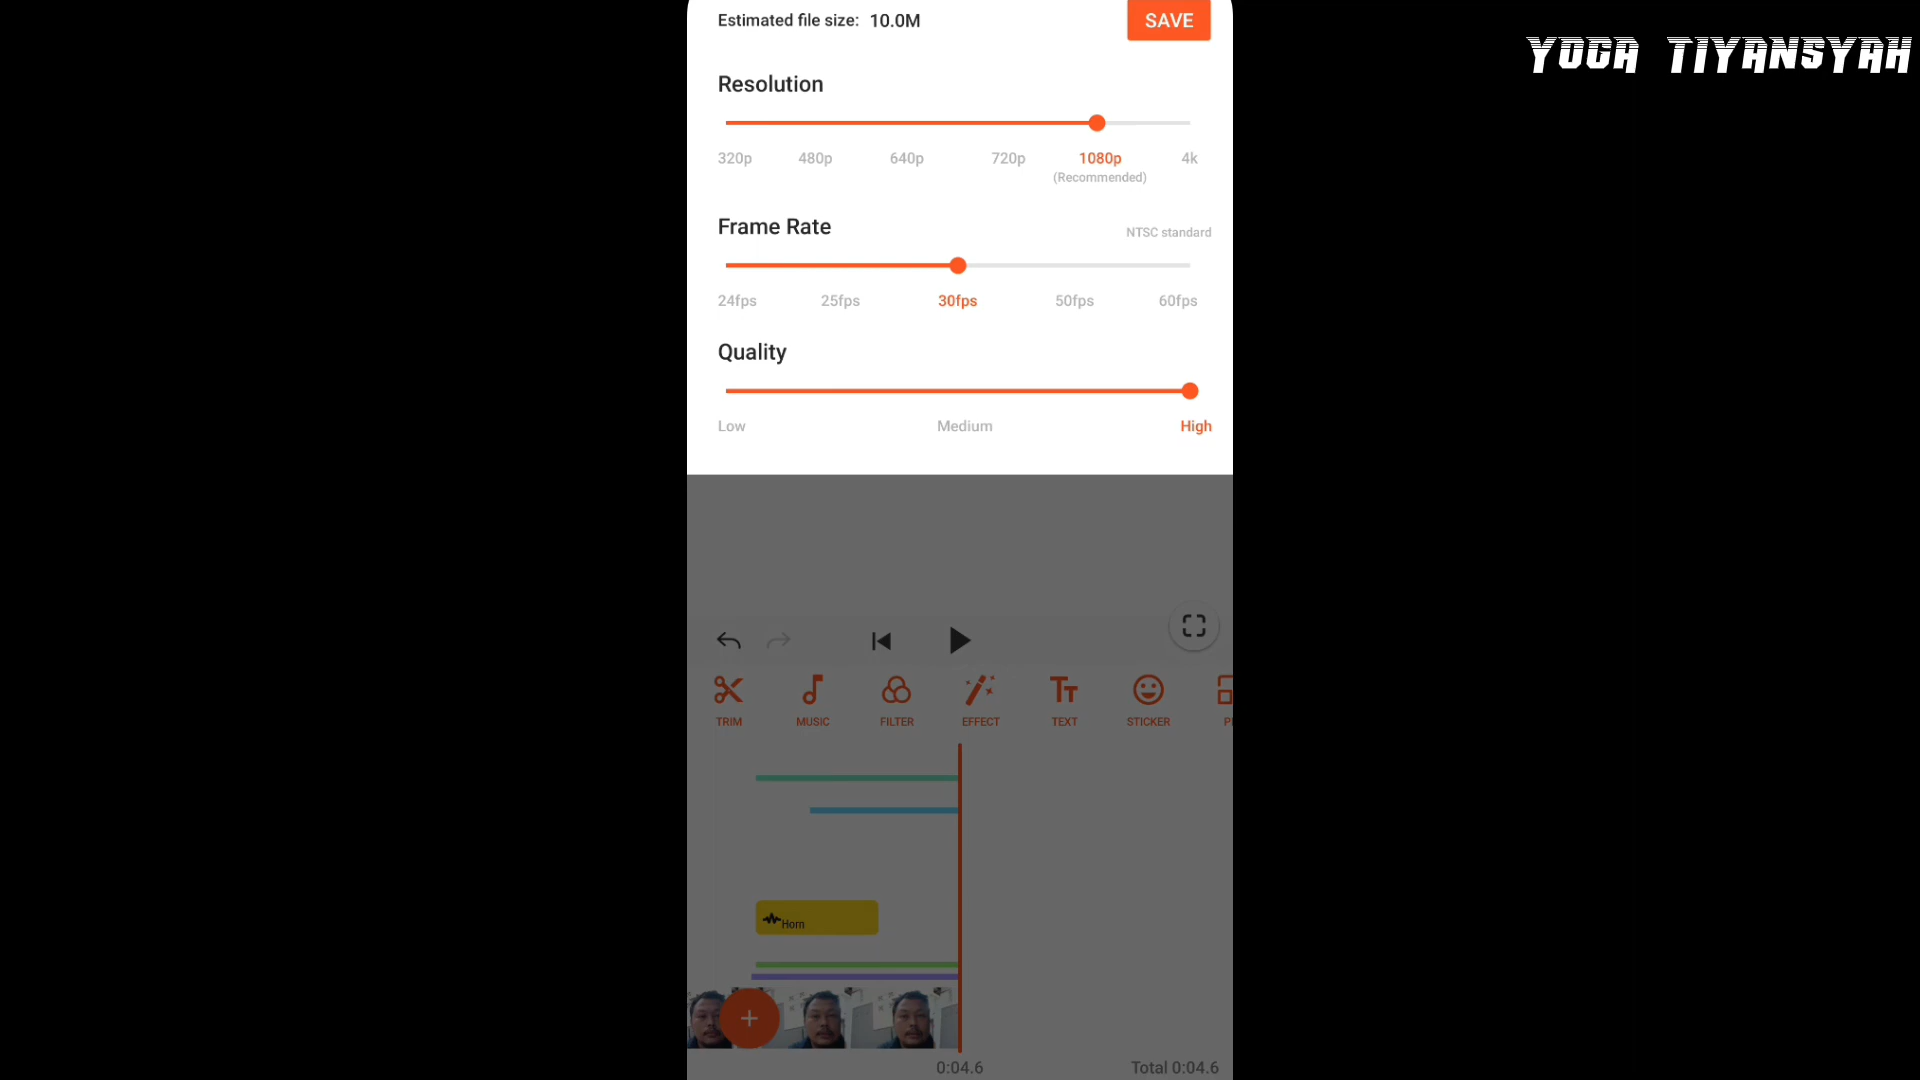 Estimated file size: 10.0M
SAVE
YOGA TIYANSYAH
Resolution
320p 480p 640p 720p 1080p 4k
(Recommended)
Frame Rate
NTSC standard
24fps 25fps 30fps 50fps 60fps
Quality
Low Medium High
TRIM MUSIC FILTER EFFECT TEXT STICKER
Horn
0:04.6 Total 0:04.6